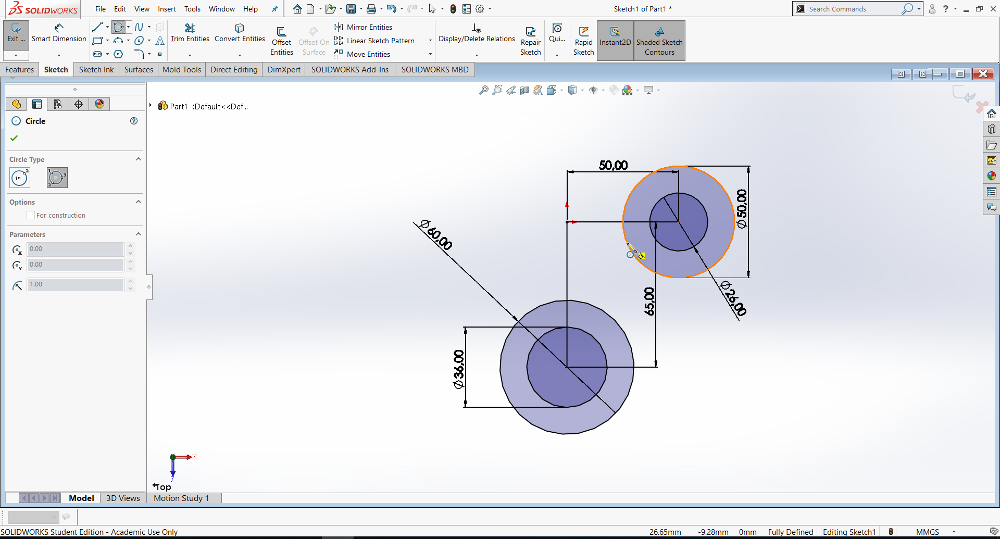 SOLIDWORKS
File Edit View Insert Tools Window Help
Sketch1 of Part1 *
Search Commands
Exit ...
Smart Dimension
Trim Entities
Convert Entities
Offset Entities
Offset On Surface
Mirror Entities
Linear Sketch Pattern
Move Entities
Display/Delete Relations
Repair Sketch
Qui...
Rapid Sketch
Instant2D
Shaded Sketch Contours
Features Sketch Sketch Ink Surfaces Mold Tools Direct Editing DimXpert SOLIDWORKS Add-Ins SOLIDWORKS MBD
Part1 (Default<<Def...
Circle
Circle Type
Options
For construction
Parameters
0.00
0.00
1.00
50,00
Ø50,00
Ø60,00
65,00
Ø26,00
Ø36,00
X
Z
*Top
Model 3D Views Motion Study 1
SOLIDWORKS Student Edition - Academic Use Only
26.65mm -9.28mm 0mm Fully Defined Editing Sketch1 MMGS